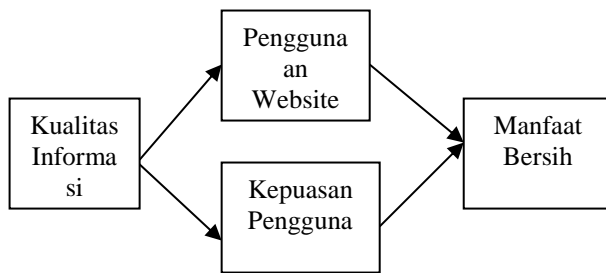 Pengguna
an
Website
Kualitas
Informa
si
Kepuasan
Pengguna
Manfaat
Bersih